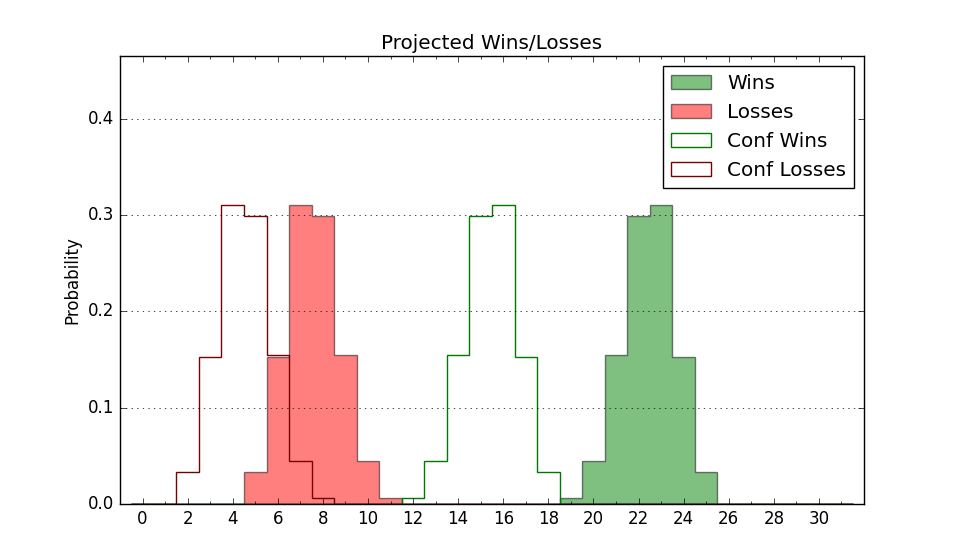 Projected Wins/Losses
Wins
Losses
Conf Wins
Conf Losses
Probability
0.4
0.3
0.2
0.1
0.0
0 2 4 6 8 10 12 14 16 18 20 22 24 26 28 30